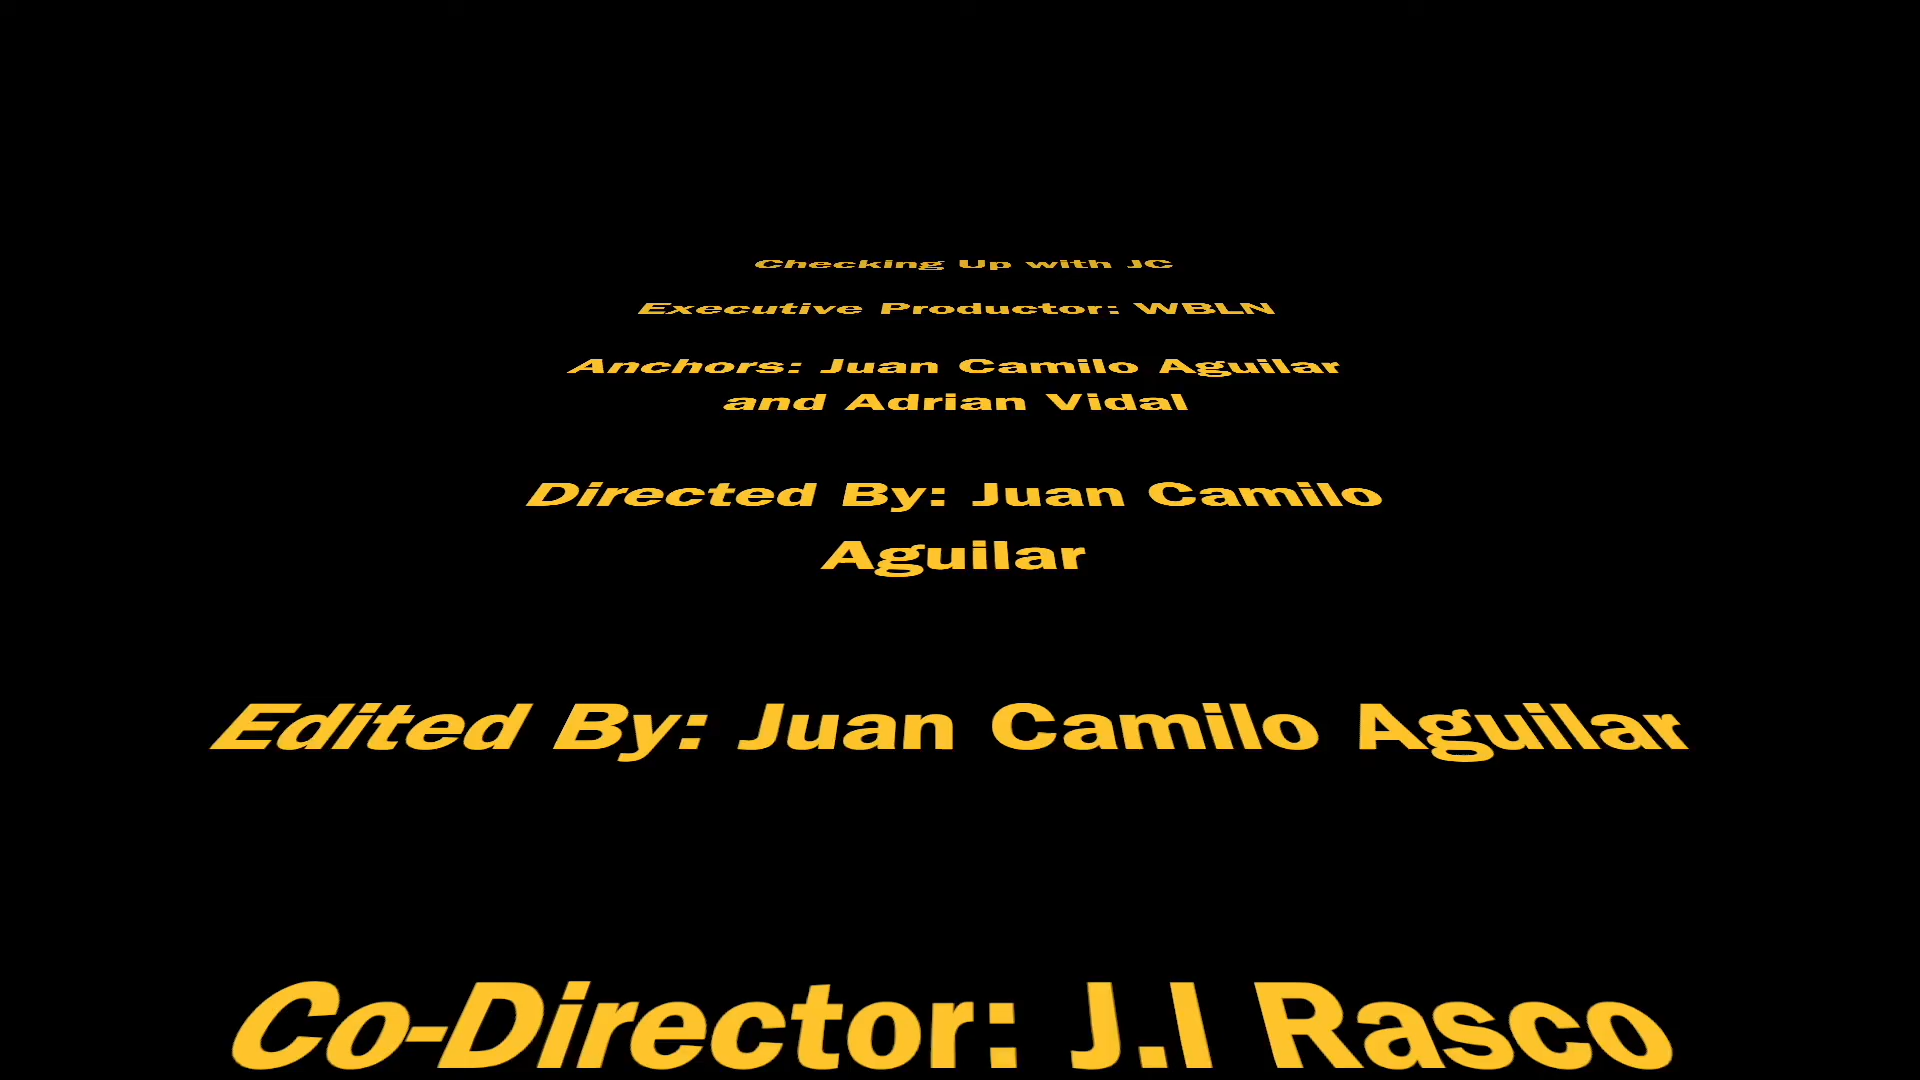 Checking Up with JC
Executive Productor: WBLN
Anchors: Juan Camilo Aguilar
and Adrian Vidal
Directed By: Juan Camilo
Aguilar
Edited By: Juan Camilo Aguilar
Co-Director: J.I Rasco